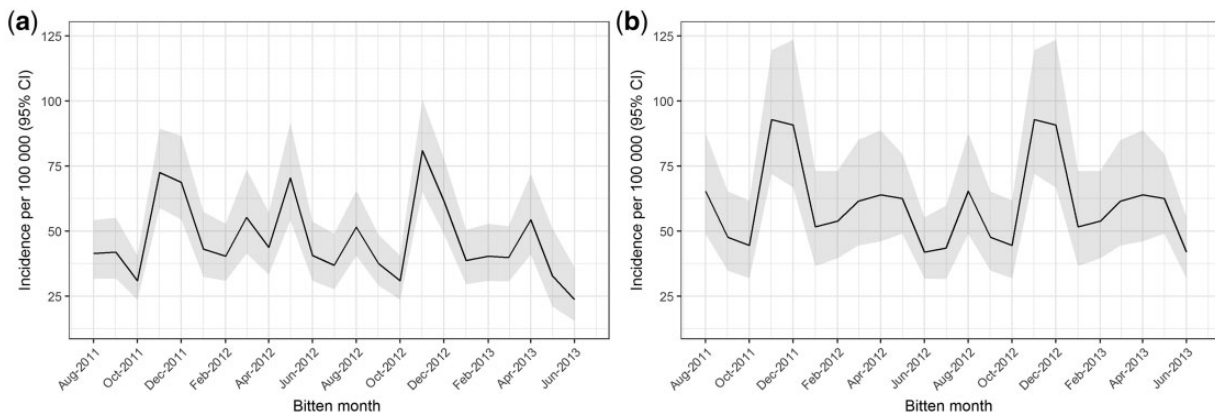 (a)
Incidence per 100 000 (95% CI)
125
100
75
50
25
Aug-2011
Oct-2011
Dec-2011
Feb-2012
Apr-2012
Jun-2012
Aug-2012
Oct-2012
Dec-2012
Feb-2013
Apr-2013
Jun-2013
Bitten month
(b)
Incidence per 100 000 (95% CI)
125
100
75
50
25
Aug-2011
Oct-2011
Dec-2011
Feb-2012
Apr-2012
Jun-2012
Aug-2012
Oct-2012
Dec-2012
Feb-2013
Apr-2013
Jun-2013
Bitten month